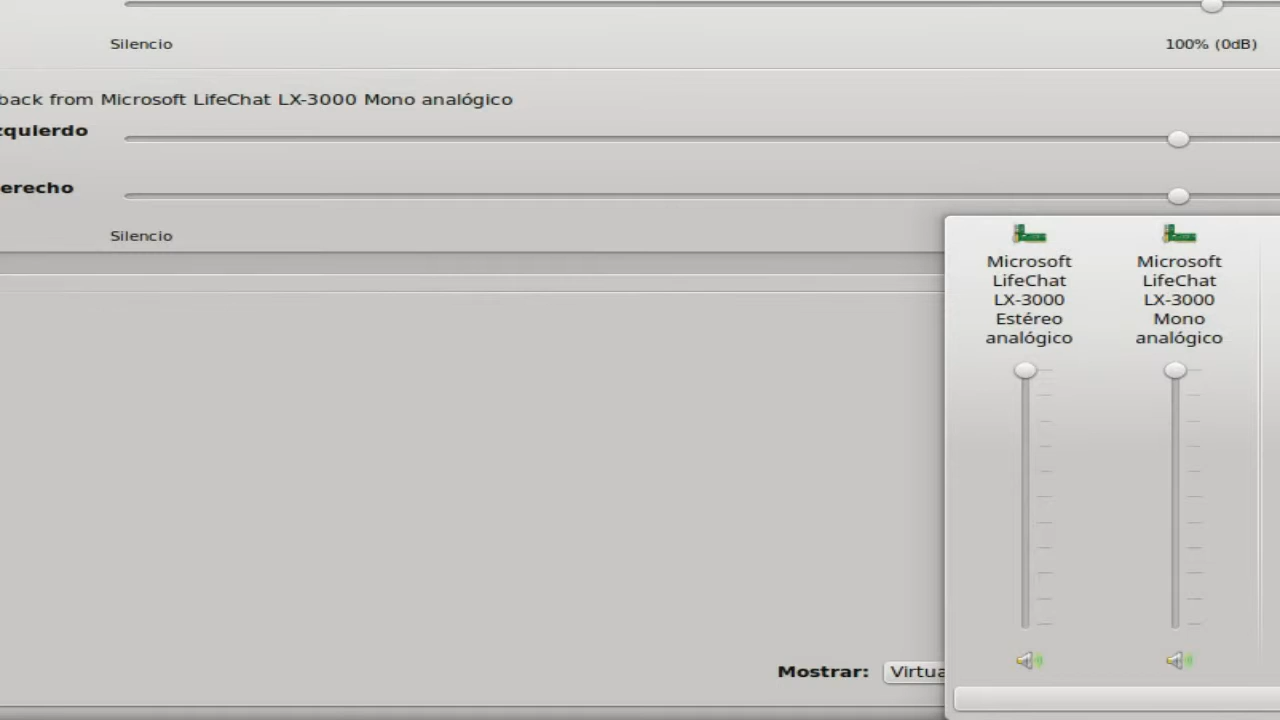 Silencio 100% (0dB)
back from Microsoft LifeChat LX-3000 Mono analógico
zquierdo
erecho
Silencio
Microsoft
LifeChat
LX-3000
Estéreo
analógico
Microsoft
LifeChat
LX-3000
Mono
analógico
Mostrar: Virtua